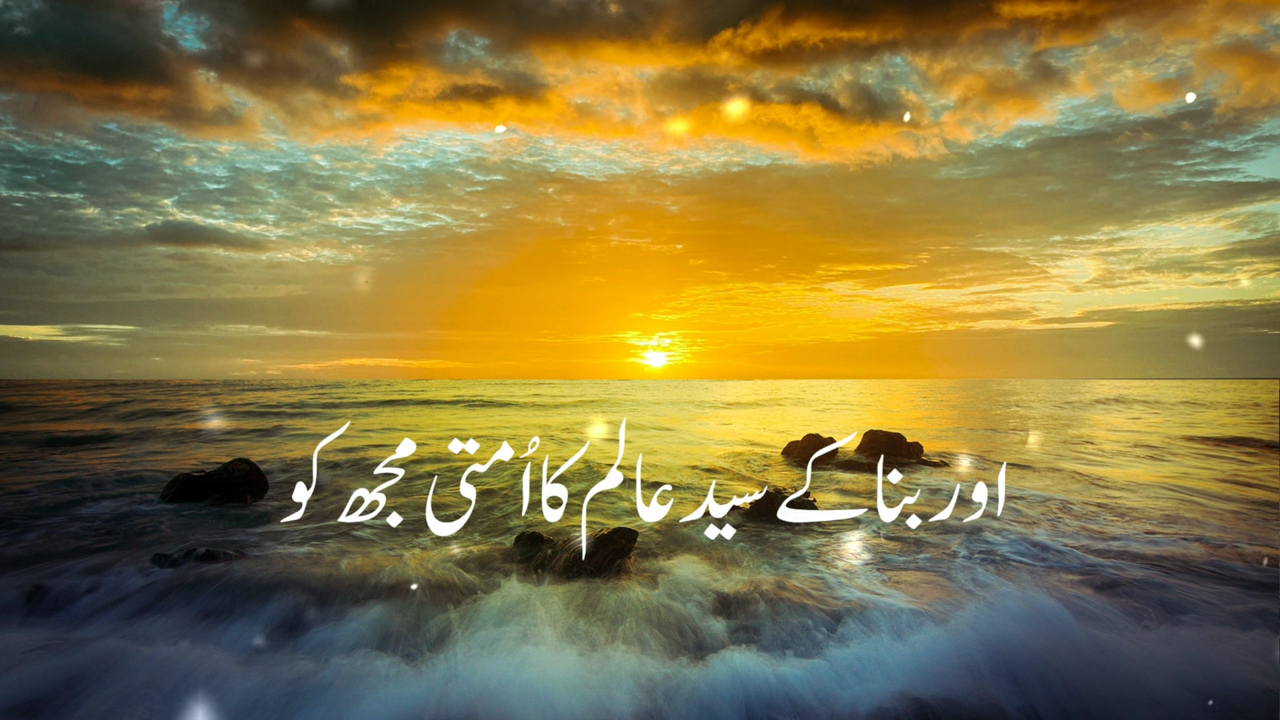 اور بنا کے سید عالم کا اُمتی مجھ کو